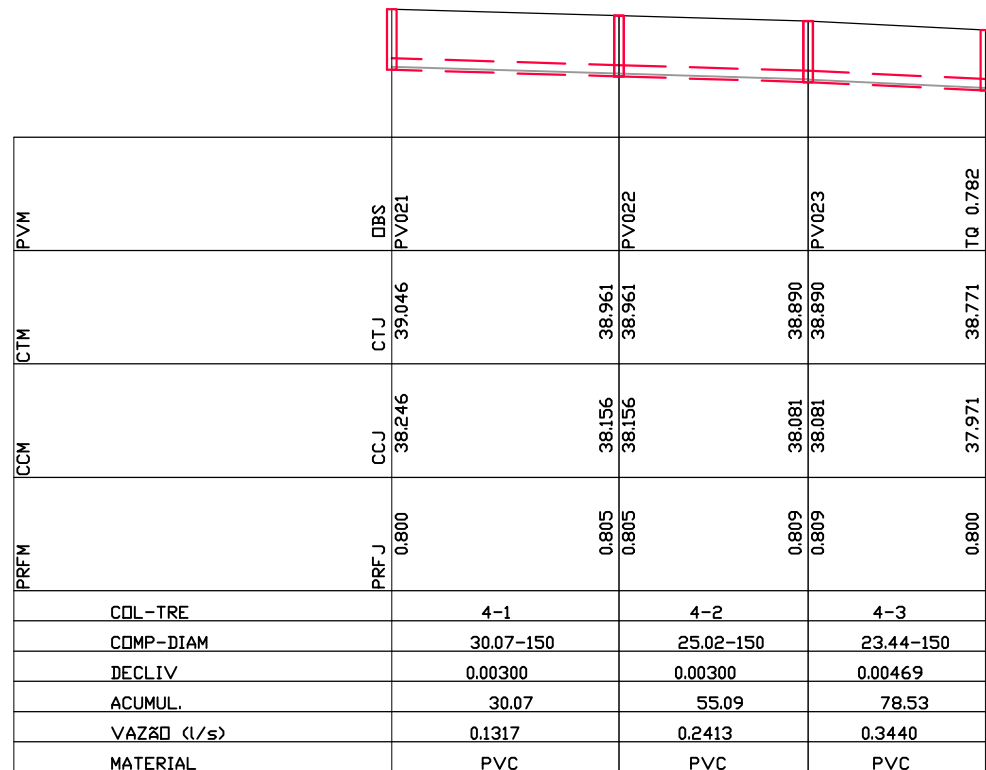 PVM OBS PV021 PV022 PV023 TQ 0.782
CTM CTJ 39.046 38.961 38.961 38.890 38.890 38.771
CCM CCJ 38.246 38.156 38.156 38.081 38.081 37.971
PRFM PRFJ 0.800 0.805 0.805 0.809 0.809 0.800
COL-TRE 4-1 4-2 4-3
COMP-DIAM 30.07-150 25.02-150 23.44-150
DECLIV 0.00300 0.00300 0.00469
ACUMUL. 30.07 55.09 78.53
VAZãO (l/s) 0.1317 0.2413 0.3440
MATERIAL PVC PVC PVC